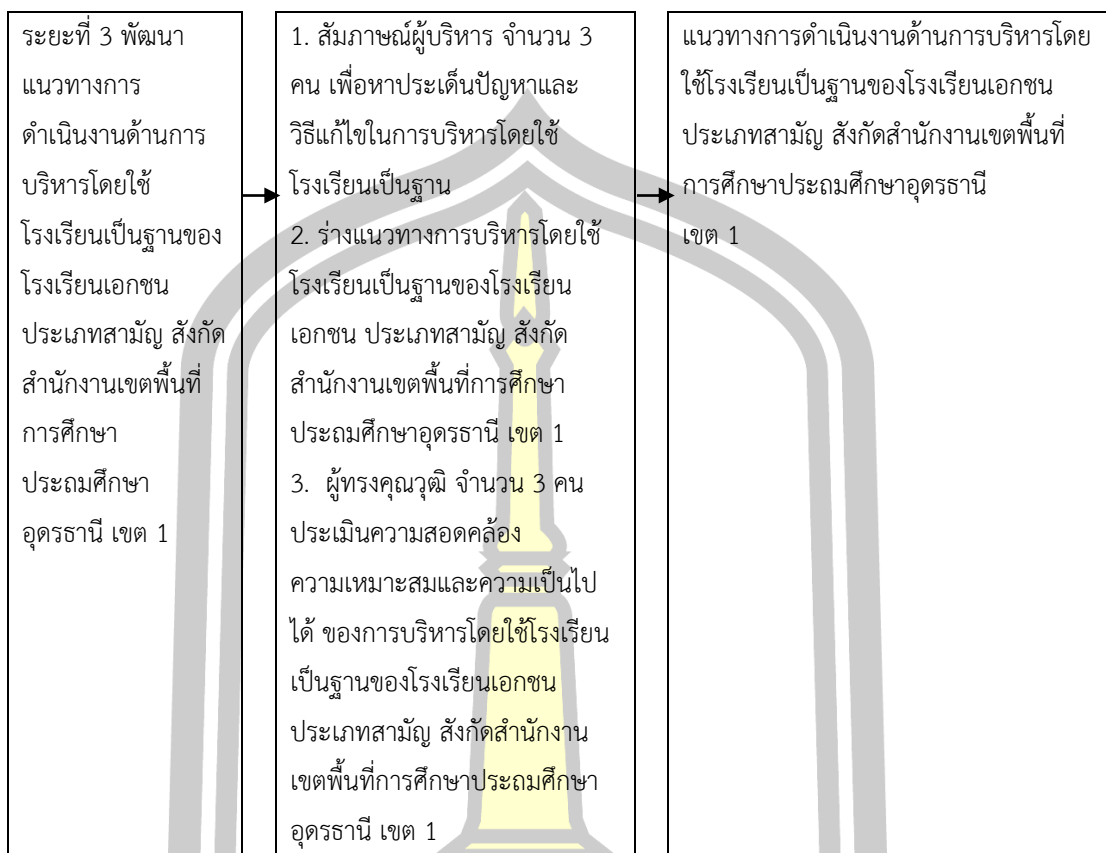 ระยะที่ 3 พัฒนา
แนวทางการ
ดำเนินงานด้านการ
บริหารโดยใช้
โรงเรียนเป็นฐานของ
โรงเรียนเอกชน
ประเภทสามัญ สังกัด
สำนักงานเขตพื้นที่
การศึกษา
ประถมศึกษา
อุดรธานี เขต 1
1. สัมภาษณ์ผู้บริหาร จำนวน 3
คน เพื่อหาประเด็นปัญหาและ
วิธีแก้ไขในการบริหารโดยใช้
โรงเรียนเป็นฐาน
2. ร่างแนวทางการบริหารโดยใช้
โรงเรียนเป็นฐานของโรงเรียน
เอกชน ประเภทสามัญ สังกัด
สำนักงานเขตพื้นที่การศึกษา
ประถมศึกษาอุดรธานี เขต 1
3. ผู้ทรงคุณวุฒิ จำนวน 3 คน
ประเมินความสอดคล้อง
ความเหมาะสมและความเป็นไป
ได้ ของการบริหารโดยใช้โรงเรียน
เป็นฐานของโรงเรียนเอกชน
ประเภทสามัญ สังกัดสำนักงาน
เขตพื้นที่การศึกษาประถมศึกษา
อุดรธานี เขต 1
แนวทางการดำเนินงานด้านการบริหารโดย
ใช้โรงเรียนเป็นฐานของโรงเรียนเอกชน
ประเภทสามัญ สังกัดสำนักงานเขตพื้นที่
การศึกษาประถมศึกษาอุดรธานี
เขต 1